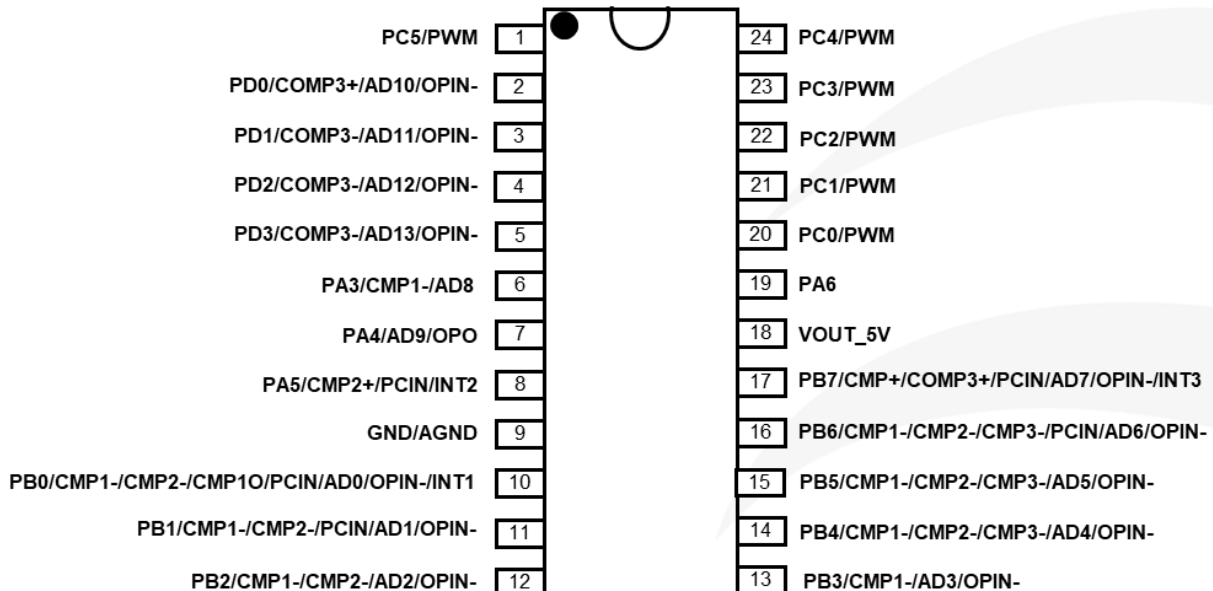 PC5/PWM 1 24 PC4/PWM
PD0/COMP3+/AD10/OPIN- 2 23 PC3/PWM
PD1/COMP3-/AD11/OPIN- 3 22 PC2/PWM
PD2/COMP3-/AD12/OPIN- 4 21 PC1/PWM
PD3/COMP3-/AD13/OPIN- 5 20 PC0/PWM
PA3/CMP1-/AD8 6 19 PA6
PA4/AD9/OPO 7 18 VOUT_5V
PA5/CMP2+/PCIN/INT2 8 17 PB7/CMP+/COMP3+/PCIN/AD7/OPIN-/INT3
GND/AGND 9 16 PB6/CMP1-/CMP2-/CMP3-/PCIN/AD6/OPIN-
PB0/CMP1-/CMP2-/CMP1O/PCIN/AD0/OPIN-/INT1 10 15 PB5/CMP1-/CMP2-/CMP3-/AD5/OPIN-
PB1/CMP1-/CMP2-/PCIN/AD1/OPIN- 11 14 PB4/CMP1-/CMP2-/CMP3-/AD4/OPIN-
PB2/CMP1-/CMP2-/AD2/OPIN- 12 13 PB3/CMP1-/AD3/OPIN-